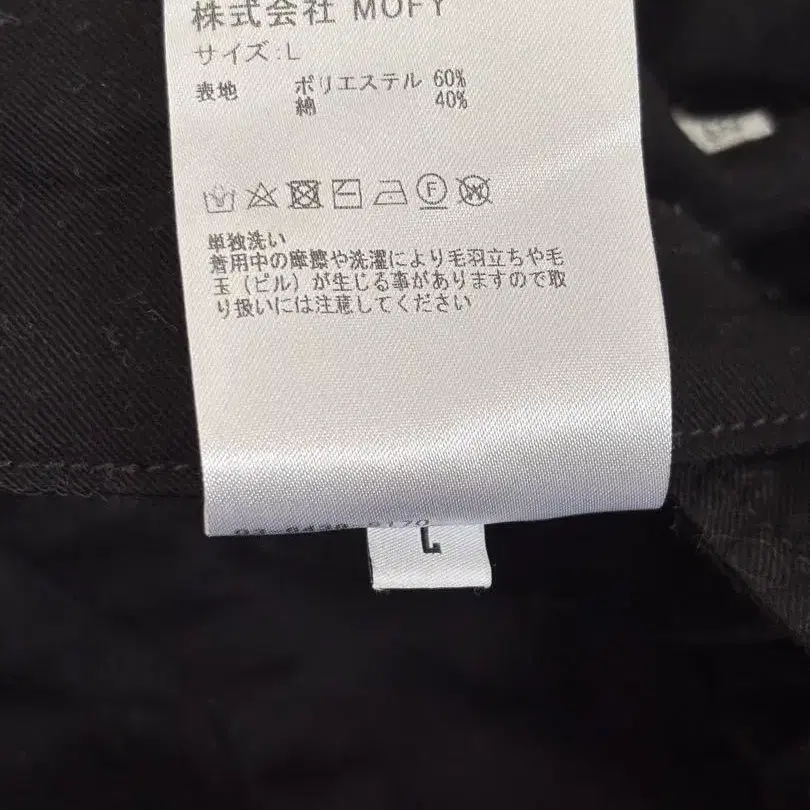 株式会社 MOFY
サイズ:L
表地 ポリエステル 60%
綿 40%
F W
単独洗い
着用中の摩擦や洗濯により毛羽立ちや毛
玉(ピル)が生じる事がありますので取
り扱いには注意してください
L